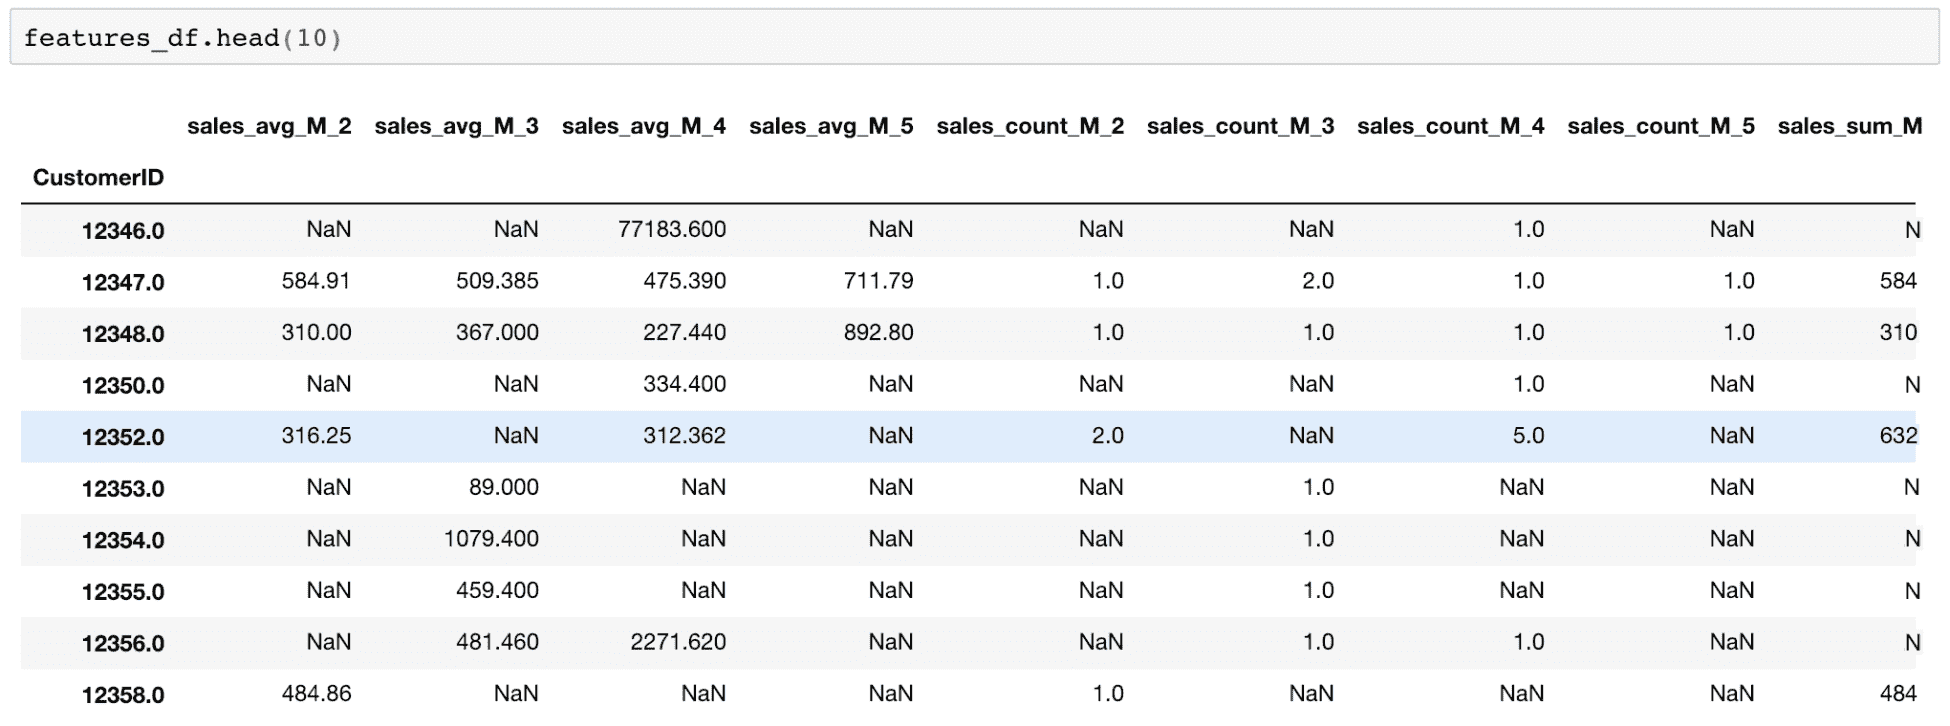 features_df.head(10)
sales_avg_M_2 sales_avg_M_3 sales_avg_M_4 sales_avg_M_5 sales_count_M_2 sales_count_M_3 sales_count_M_4 sales_count_M_5 sales_sum_M
CustomerID
12346.0 NaN NaN 77183.600 NaN NaN NaN 1.0 NaN N
12347.0 584.91 509.385 475.390 711.79 1.0 2.0 1.0 1.0 584
12348.0 310.00 367.000 227.440 892.80 1.0 1.0 1.0 1.0 310
12350.0 NaN NaN 334.400 NaN NaN NaN 1.0 NaN N
12352.0 316.25 NaN 312.362 NaN 2.0 NaN 5.0 NaN 632
12353.0 NaN 89.000 NaN NaN NaN 1.0 NaN NaN N
12354.0 NaN 1079.400 NaN NaN NaN 1.0 NaN NaN N
12355.0 NaN 459.400 NaN NaN NaN 1.0 NaN NaN N
12356.0 NaN 481.460 2271.620 NaN NaN 1.0 1.0 NaN N
12358.0 484.86 NaN NaN NaN 1.0 NaN NaN NaN 484